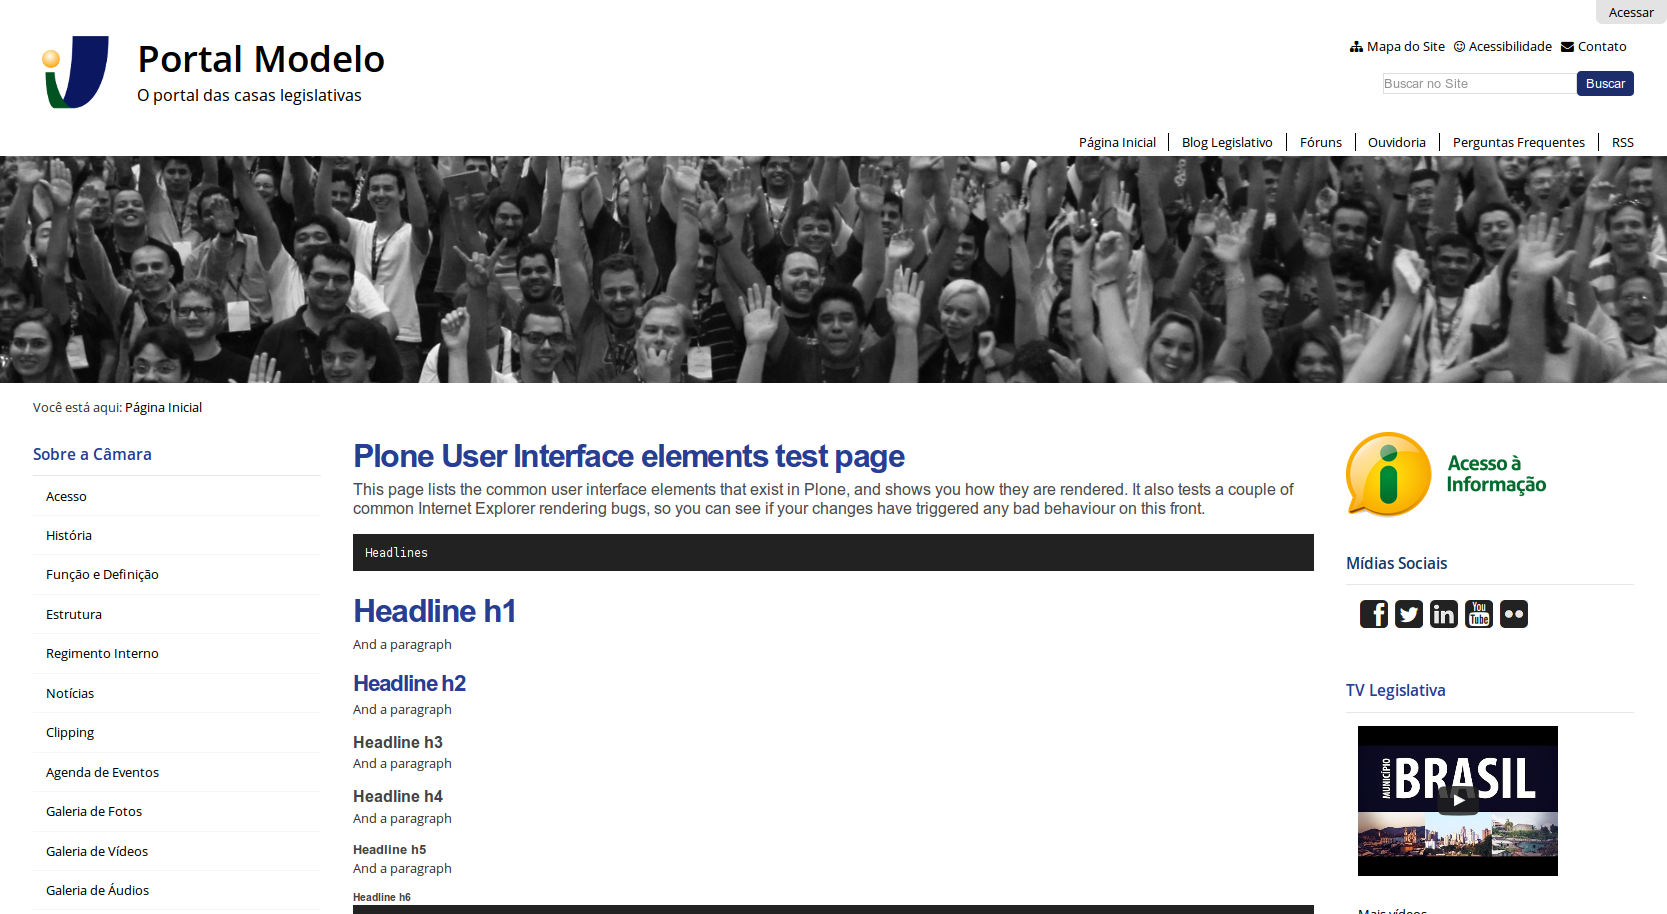 Acessar
Portal Modelo
O portal das casas legislativas
Mapa do Site Acessibilidade Contato
Buscar no Site Buscar
Página Inicial Blog Legislativo Fóruns Ouvidoria Perguntas Frequentes RSS
Você está aqui: Página Inicial
Sobre a Câmara
Acesso
História
Função e Definição
Estrutura
Regimento Interno
Notícias
Clipping
Agenda de Eventos
Galeria de Fotos
Galeria de Vídeos
Galeria de Áudios
Plone User Interface elements test page
This page lists the common user interface elements that exist in Plone, and shows you how they are rendered. It also tests a couple of
common Internet Explorer rendering bugs, so you can see if your changes have triggered any bad behaviour on this front.
Headlines
Headline h1
And a paragraph
Headline h2
And a paragraph
Headline h3
And a paragraph
Headline h4
And a paragraph
Headline h5
And a paragraph
Headline h6
Acesso à
Informação
Mídias Sociais
You
Tube
TV Legislativa
MUNICÍPIO
BRASIL
Mais vídeos